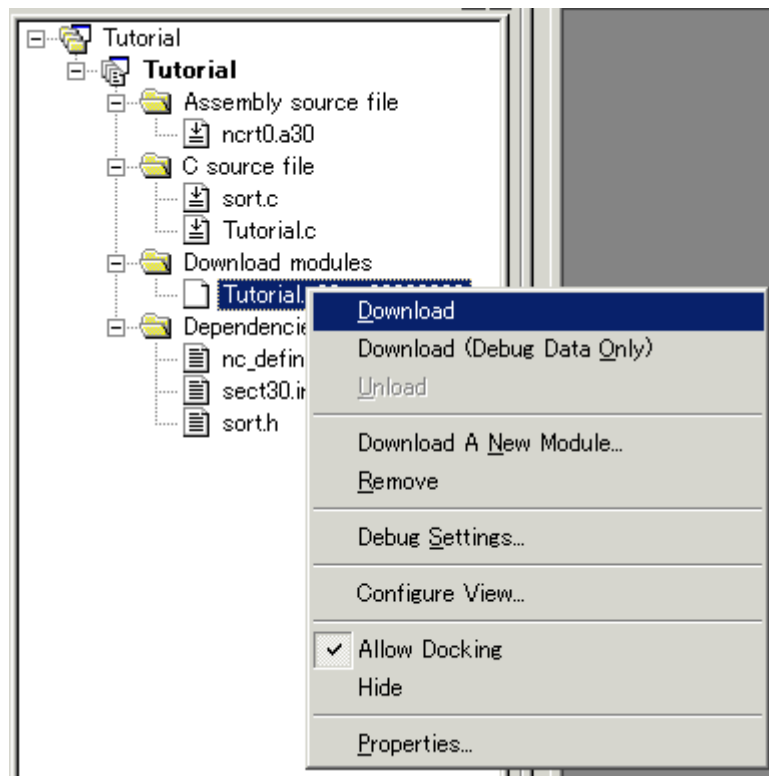 Tutorial
Tutorial
Assembly source file
ncrt0.a30
C source file
sort.c
Tutorial.c
Download modules
Tutorial.
Download
Download (Debug Data Only)
Unload
Download A New Module...
Remove
Debug Settings...
Configure View...
Allow Docking
Hide
Properties...
Dependencie
nc_defin
sect30.in
sort.h